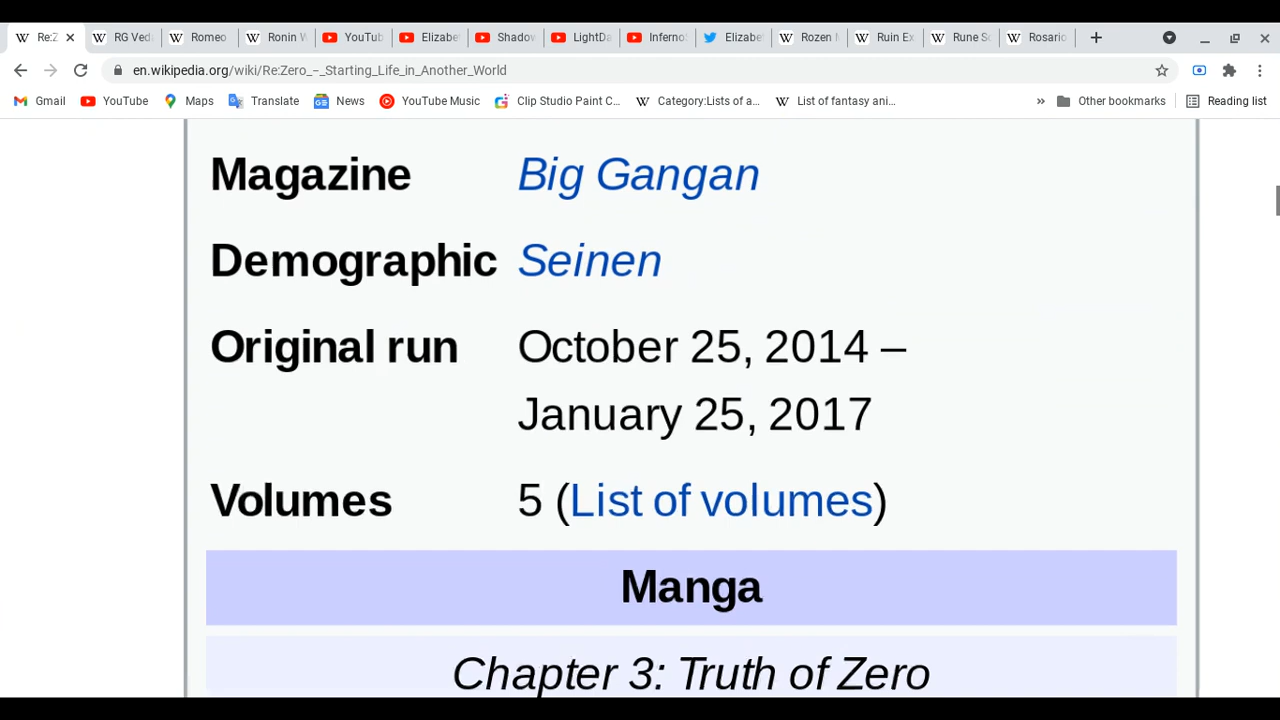 Re:Z
RG Ved
Romeo
Ronin W
YouTub
Elizabe
Shadow
LightDa
Inferno
Elizabe
Rozen M
Ruin Ex
Rune So
Rosario
en.wikipedia.org/wiki/Re:Zero_−_Starting_Life_in_Another_World
Gmail
YouTube
Maps
Translate
News
YouTube Music
Clip Studio Paint C...
Category:Lists of a...
List of fantasy ani...
»
Other bookmarks
Reading list
Magazine Big Gangan
Demographic Seinen
Original run October 25, 2014 –
January 25, 2017
Volumes 5 (List of volumes)
Manga
Chapter 3: Truth of Zero